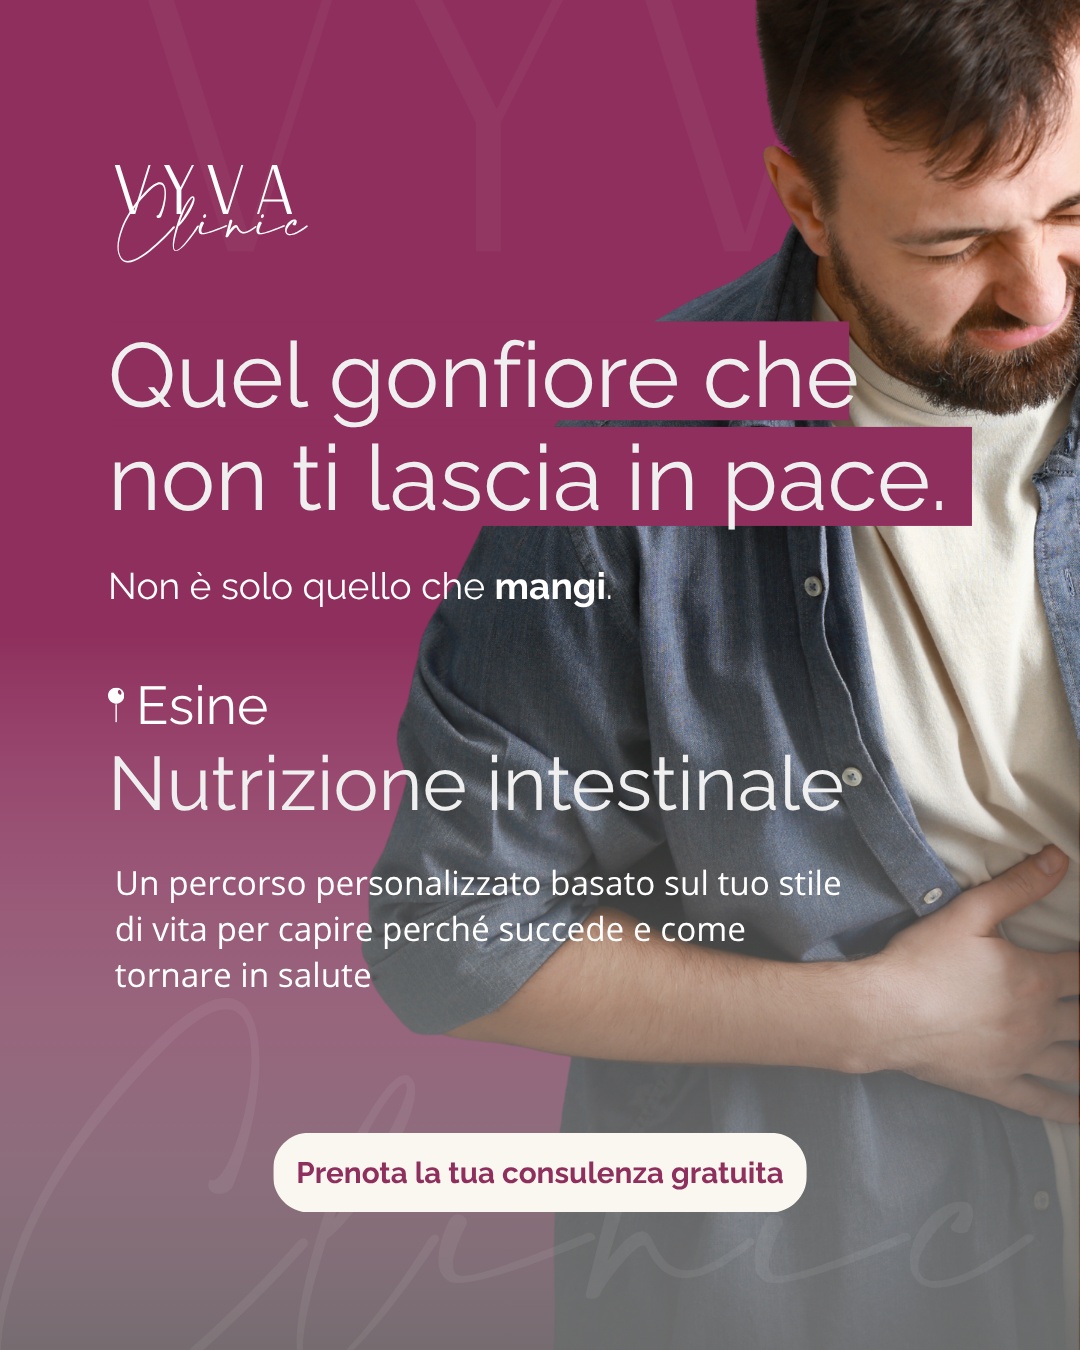 VYVA
Clinic
Quel gonfiore che
non ti lascia in pace.
Non è solo quello che mangi.
Esine
Nutrizione intestinale
Un percorso personalizzato basato sul tuo stile
di vita per capire perché succede e come
tornare in salute
Prenota la tua consulenza gratuita
VYV
Clinic